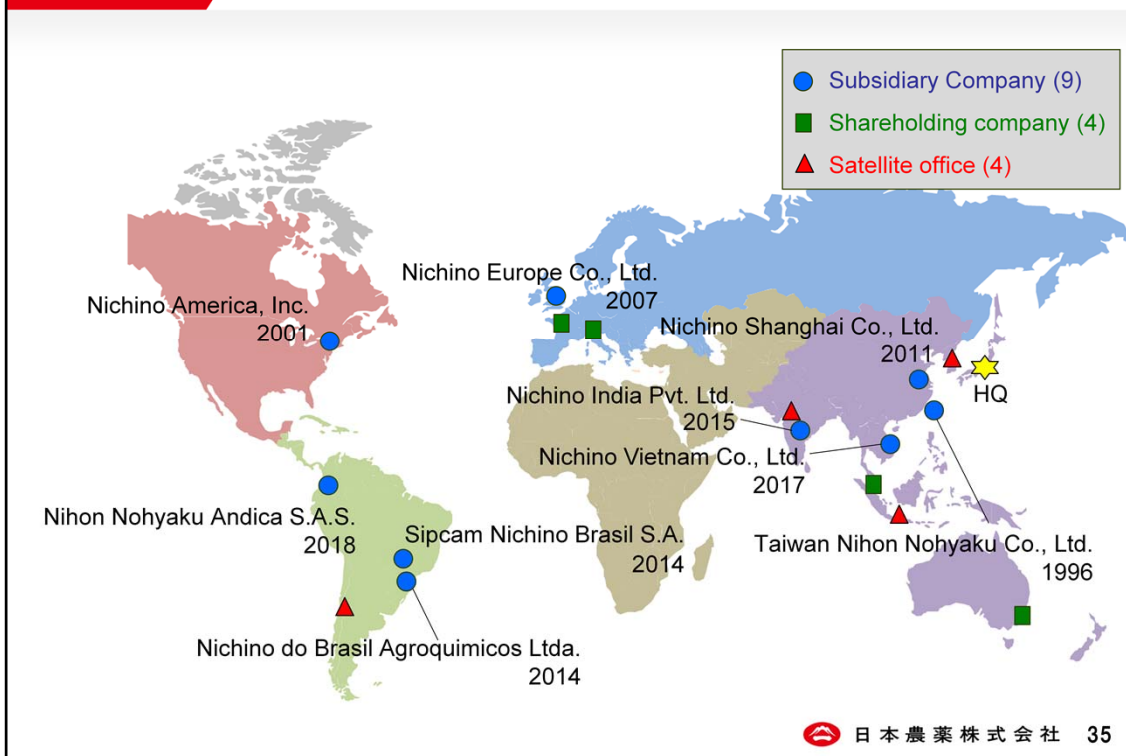 Subsidiary Company (9)
Shareholding company (4)
Satellite office (4)
Nichino Europe Co., Ltd.
2007
Nichino America, Inc.
2001
Nichino Shanghai Co., Ltd.
2011
HQ
Nichino India Pvt. Ltd.
2015
Nichino Vietnam Co., Ltd.
2017
Nihon Nohyaku Andica S.A.S.
2018
Sipcam Nichino Brasil S.A.
2014
Taiwan Nihon Nohyaku Co., Ltd.
1996
Nichino do Brasil Agroquimicos Ltda.
2014
日本農薬株式会社 35